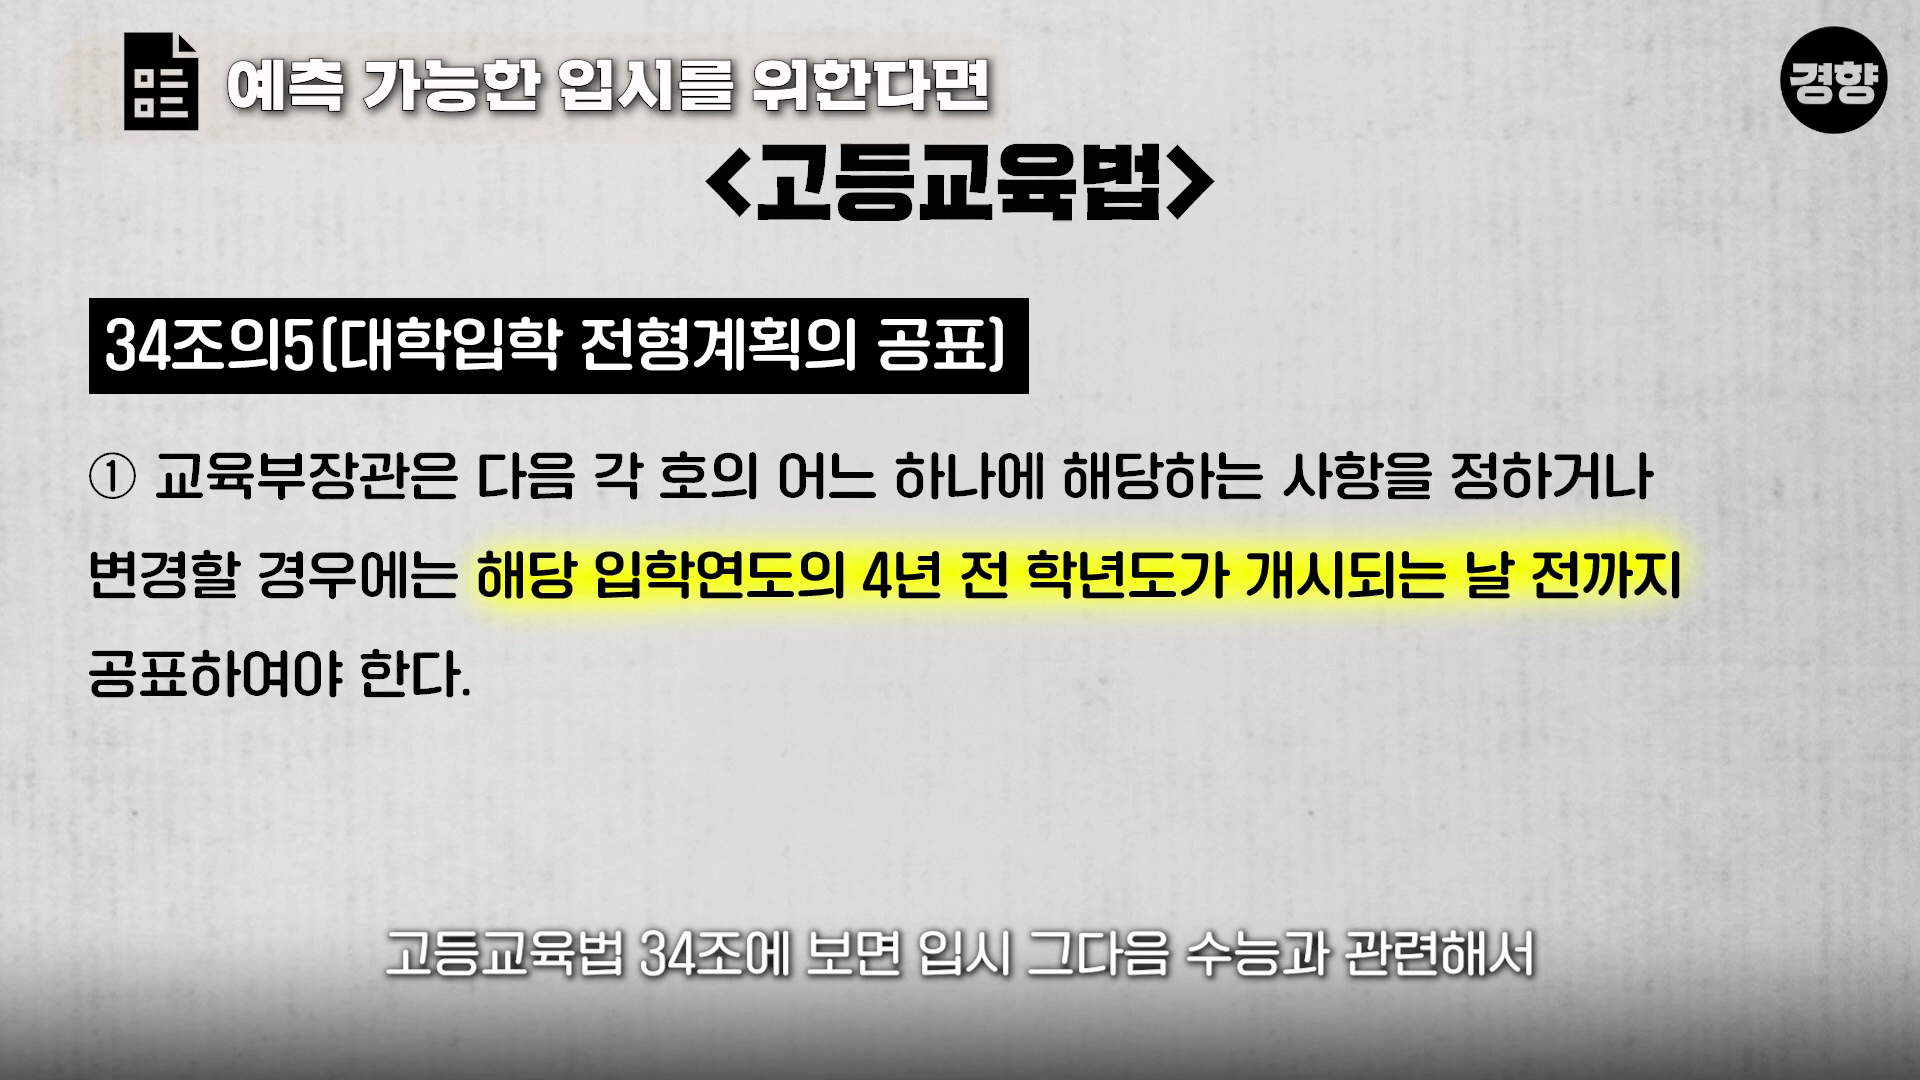 예측 가능한 입시를 위한다면
경향
<고등교육법>
34조의5(대학입학 전형계획의 공표)
① 교육부장관은 다음 각 호의 어느 하나에 해당하는 사항을 정하거나
변경할 경우에는 해당 입학연도의 4년 전 학년도가 개시되는 날 전까지
공표하여야 한다.
고등교육법 34조에 보면 입시 그다음 수능과 관련해서